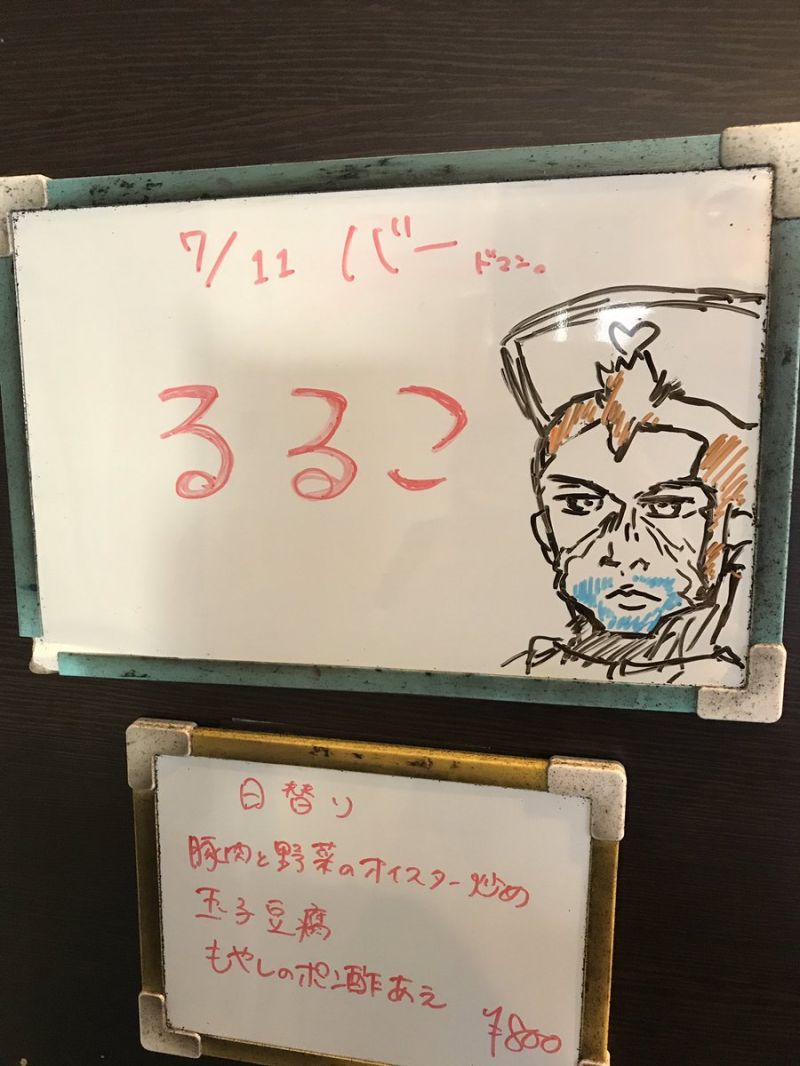 7/11 バー ドマン。
るるこ
日替り
豚肉と野菜のオイスター炒め
玉子豆腐
もやしのポン酢あえ
¥800